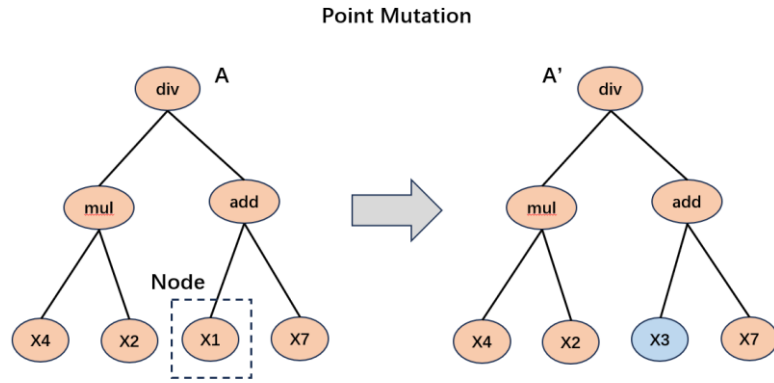 Point Mutation
A
A’
div
div
mul
add
mul
add
Node
X4
X2
X1
X7
X4
X2
X3
X7